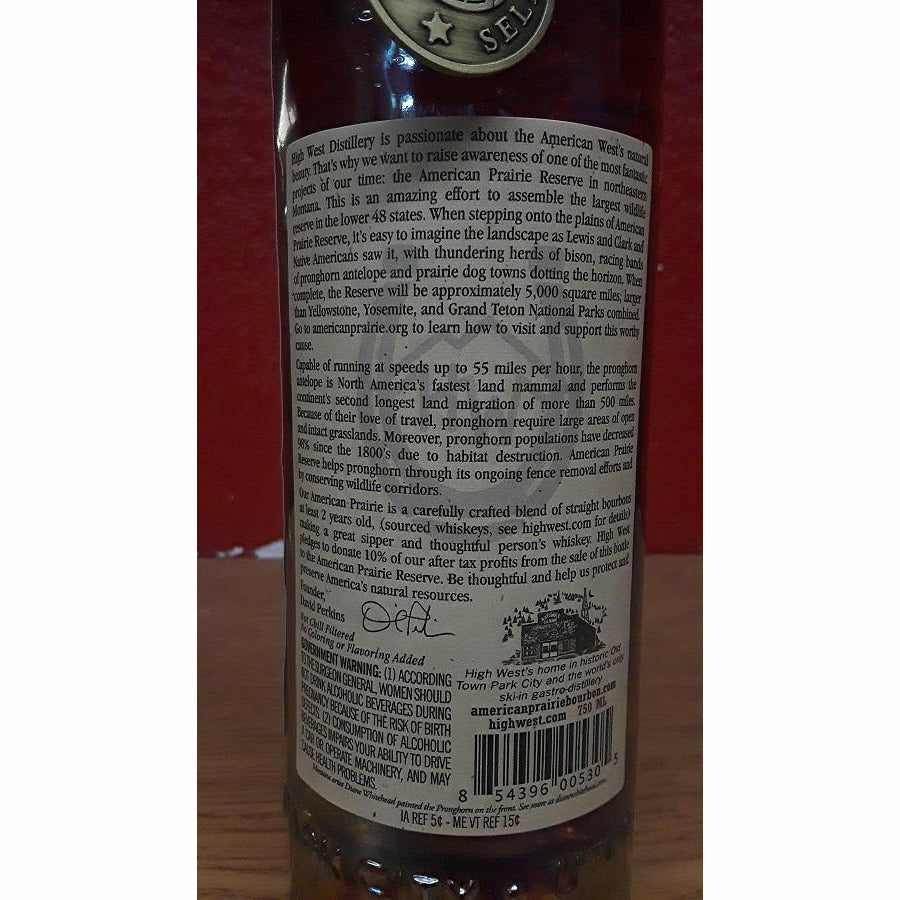 SEL
High West Distillery is passionate about the American West's natural
beauty. That's why we want to raise awareness of one of the most fantastic
projects of our time: the American Prairie Reserve in northeastern
Montana. This is an amazing effort to assemble the largest wildlife
reserve in the lower 48 states. When stepping onto the plains of American
Prairie Reserve, it's easy to imagine the landscape as Lewis and Clark and
Native Americans saw it, with thundering herds of bison, racing bands
of pronghorn antelope and prairie dog towns dotting the horizon. When
complete, the Reserve will be approximately 5,000 square miles; larger
than Yellowstone, Yosemite, and Grand Teton National Parks combined.
Go to americanprairie.org to learn how to visit and support this worthy
cause.
Capable of running at speeds up to 55 miles per hour, the pronghorn
antelope is North America's fastest land mammal and performs the
continent's second longest land migration of more than 500 miles.
Because of their love of travel, pronghorn require large areas of open
and intact grasslands. Moreover, pronghorn populations have decreased
98% since the 1800's due to habitat destruction. American Prairie
Reserve helps pronghorn through its ongoing fence removal efforts and
by conserving wildlife corridors.
Our American Prairie is a carefully crafted blend of straight bourbons
at least 2 years old, (sourced whiskeys, see highwest.com for details)
making a great sipper and thoughtful person's whiskey. High West
pledges to donate 10% of our after tax profits from the sale of this bottle
to the American Prairie Reserve. Be thoughtful and help us protect and
preserve America's natural resources.
Founder,
David Perkins
Not Chill Filtered
No Coloring or Flavoring Added
GOVERNMENT WARNING: (1) ACCORDING
TO THE SURGEON GENERAL, WOMEN SHOULD
NOT DRINK ALCOHOLIC BEVERAGES DURING
PREGNANCY BECAUSE OF THE RISK OF BIRTH
DEFECTS. (2) CONSUMPTION OF ALCOHOLIC
BEVERAGES IMPAIRS YOUR ABILITY TO DRIVE
A CAR OR OPERATE MACHINERY, AND MAY
CAUSE HEALTH PROBLEMS.
High West's home in historic Old
Town Park City and the world's only
ski-in gastro-distillery
americanprairiebourbon.com
highwest.com 750 ML
8 54396 00530 5
Montana artist Diane Whitehead painted the Pronghorn on the front. See more at dianewhitehead.com
IA REF 5¢ - ME VT REF 15¢